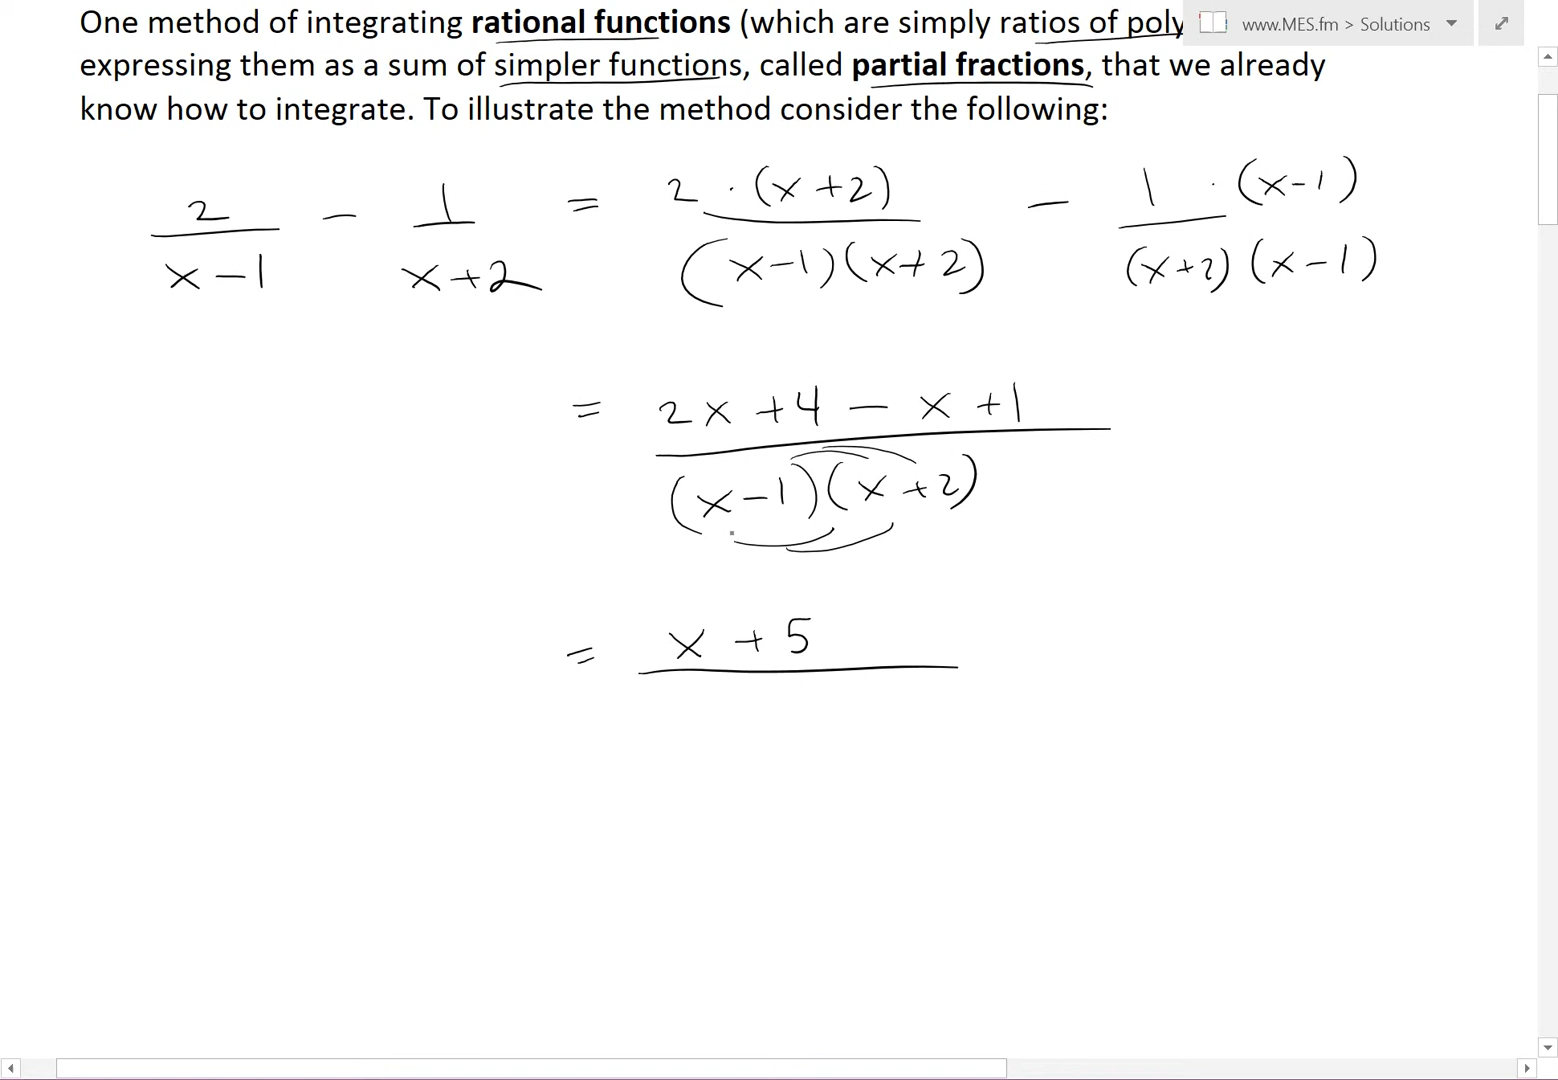 One method of integrating rational functions (which are simply ratios of poly
www.MES.fm > Solutions
expressing them as a sum of simpler functions, called partial fractions, that we already
know how to integrate. To illustrate the method consider the following:
2/(x-1) - 1/(x+2) = 2·(x+2)/((x-1)(x+2)) - 1·(x-1)/((x+2)(x-1))
= (2x+4-x+1)/((x-1)(x+2))
= x+5